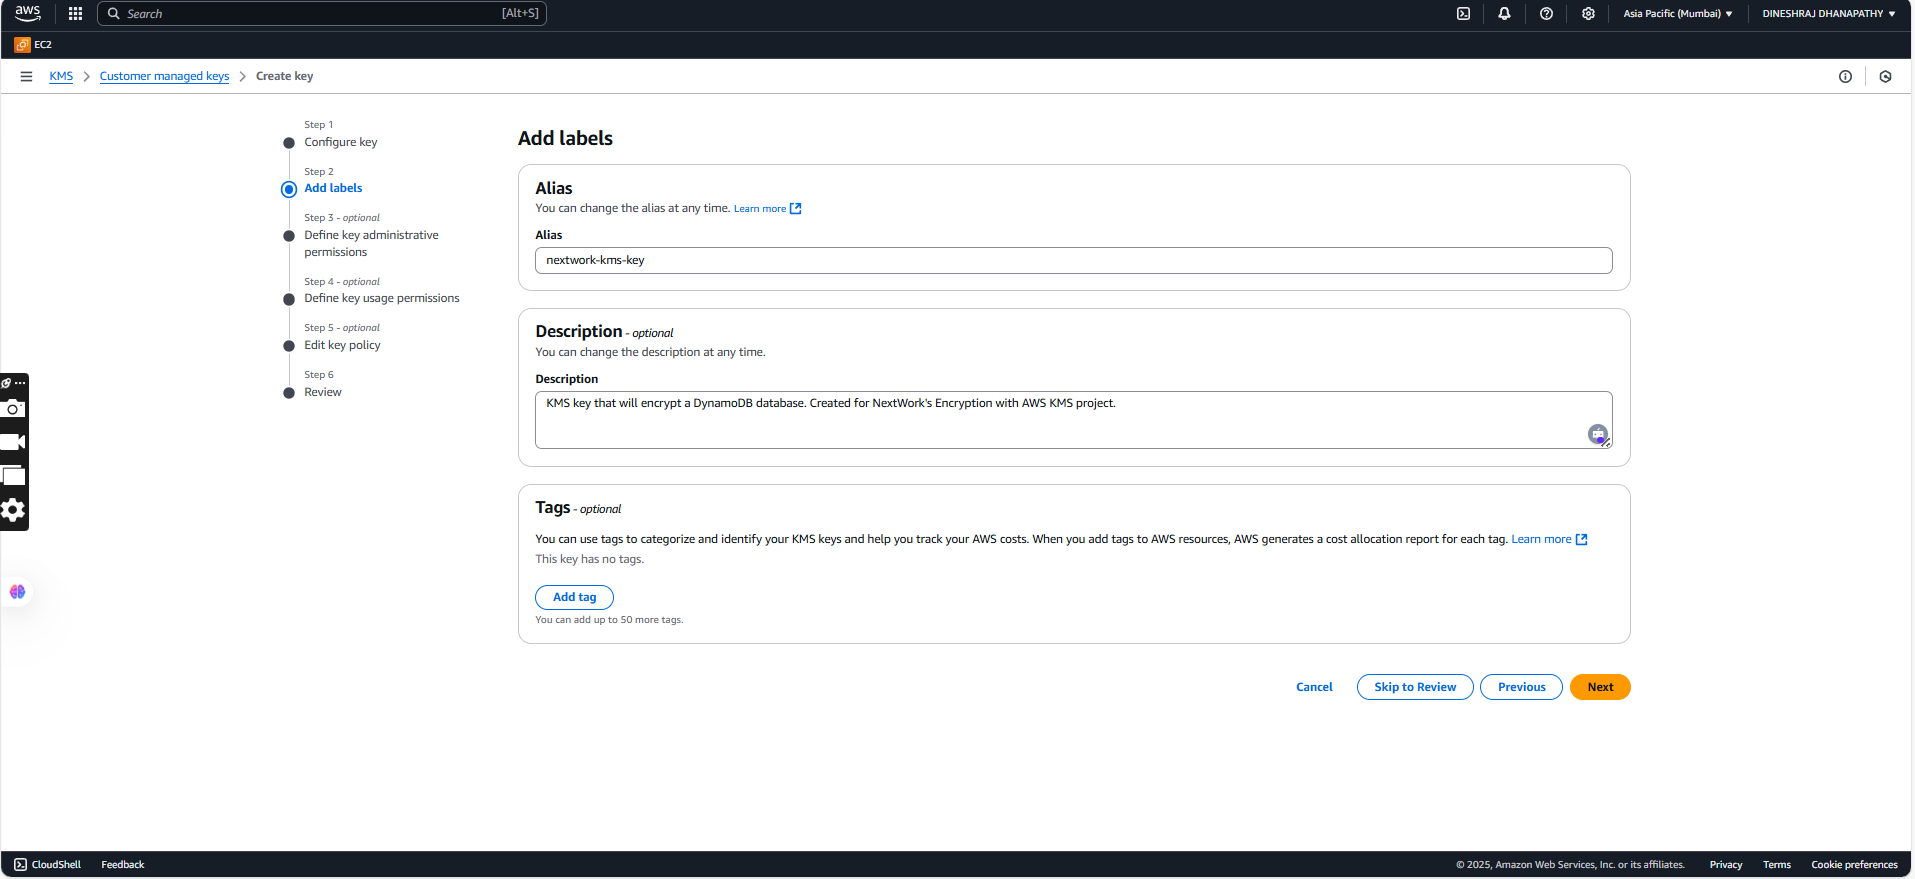 aws
Search
[Alt+S]
Asia Pacific (Mumbai)
DINESHRAJ DHANAPATHY
EC2
KMS
Customer managed keys
Create key
Step 1
Configure key
Step 2
Add labels
Step 3 - optional
Define key administrative
permissions
Step 4 - optional
Define key usage permissions
Step 5 - optional
Edit key policy
Step 6
Review
Add labels
Alias
You can change the alias at any time. Learn more
Alias
nextwork-kms-key
Description - optional
You can change the description at any time.
Description
KMS key that will encrypt a DynamoDB database. Created for NextWork's Encryption with AWS KMS project.
Tags - optional
You can use tags to categorize and identify your KMS keys and help you track your AWS costs. When you add tags to AWS resources, AWS generates a cost allocation report for each tag. Learn more
This key has no tags.
Add tag
You can add up to 50 more tags.
Cancel
Skip to Review
Previous
Next
CloudShell
Feedback
© 2025, Amazon Web Services, Inc. or its affiliates.
Privacy
Terms
Cookie preferences